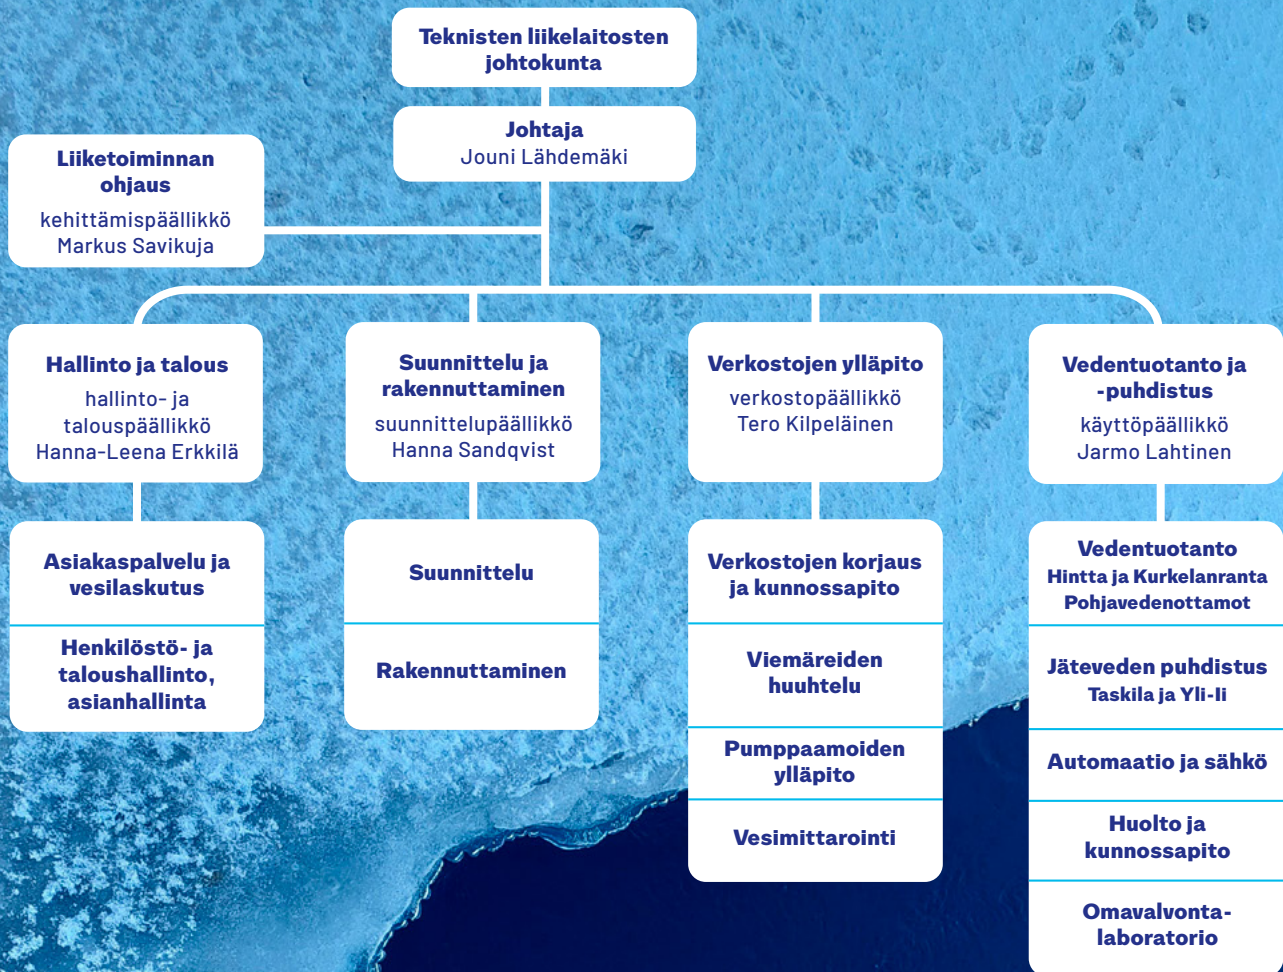 Teknisten liikelaitosten
johtokunta
Johtaja
Jouni Lähdemäki
Liiketoiminnan
ohjaus
kehittämispäällikkö
Markus Savikuja
Hallinto ja talous
hallinto- ja
talouspäällikkö
Hanna-Leena Erkkilä
Suunnittelu ja
rakennuttaminen
suunnittelupäällikkö
Hanna Sandqvist
Verkostojen ylläpito
verkostopäällikkö
Tero Kilpeläinen
Vedentuotanto ja
-puhdistus
käyttöpäällikkö
Jarmo Lahtinen
Asiakaspalvelu ja
vesilaskutus
Henkilöstö- ja
taloushallinto,
asianhallinta
Suunnittelu
Rakennuttaminen
Verkostojen korjaus
ja kunnossapito
Viemäreiden
huuhtelu
Pumppaamoiden
ylläpito
Vesimittarointi
Vedentuotanto
Hintta ja Kurkelanranta
Pohjavedenottamot
Jäteveden puhdistus
Taskila ja Yli-Ii
Automaatio ja sähkö
Huolto ja
kunnossapito
Omavalvonta-
laboratorio